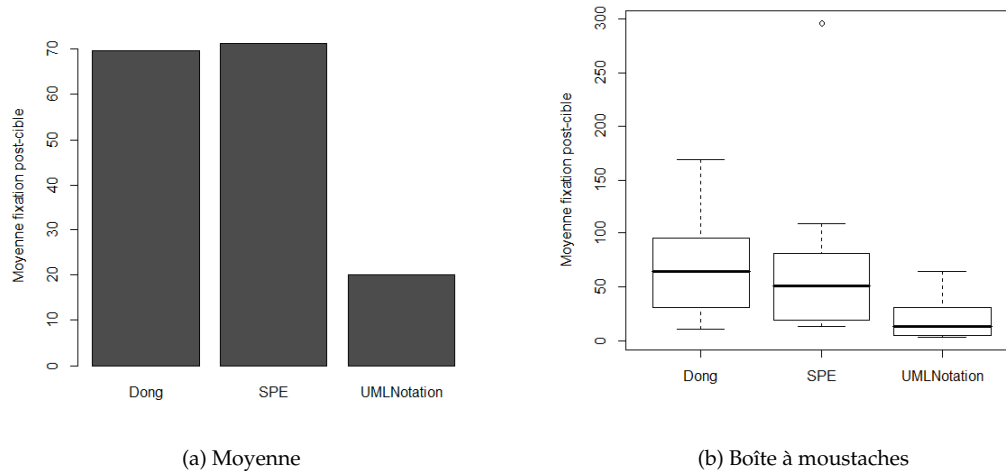 Moyenne fixation post-cible
70
60
50
40
30
20
10
0
Dong SPE UMLNotation
(a) Moyenne
Moyenne fixation post-cible
300
250
200
150
100
50
0
Dong SPE UMLNotation
(b) Boîte à moustaches